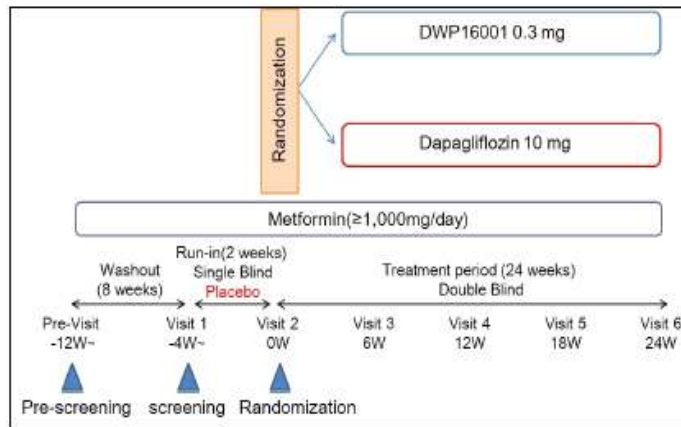 DWP16001 0.3 mg
Randomization
Dapagliflozin 10 mg
Metformin(≥1,000mg/day)
Run-in(2 weeks)
Single Blind
Placebo
Washout
(8 weeks)
Treatment period (24 weeks)
Double Blind
Pre-Visit
-12W~
Visit 1
-4W~
Visit 2
0W
Visit 3
6W
Visit 4
12W
Visit 5
18W
Visit 6
24W
Pre-screening
screening
Randomization